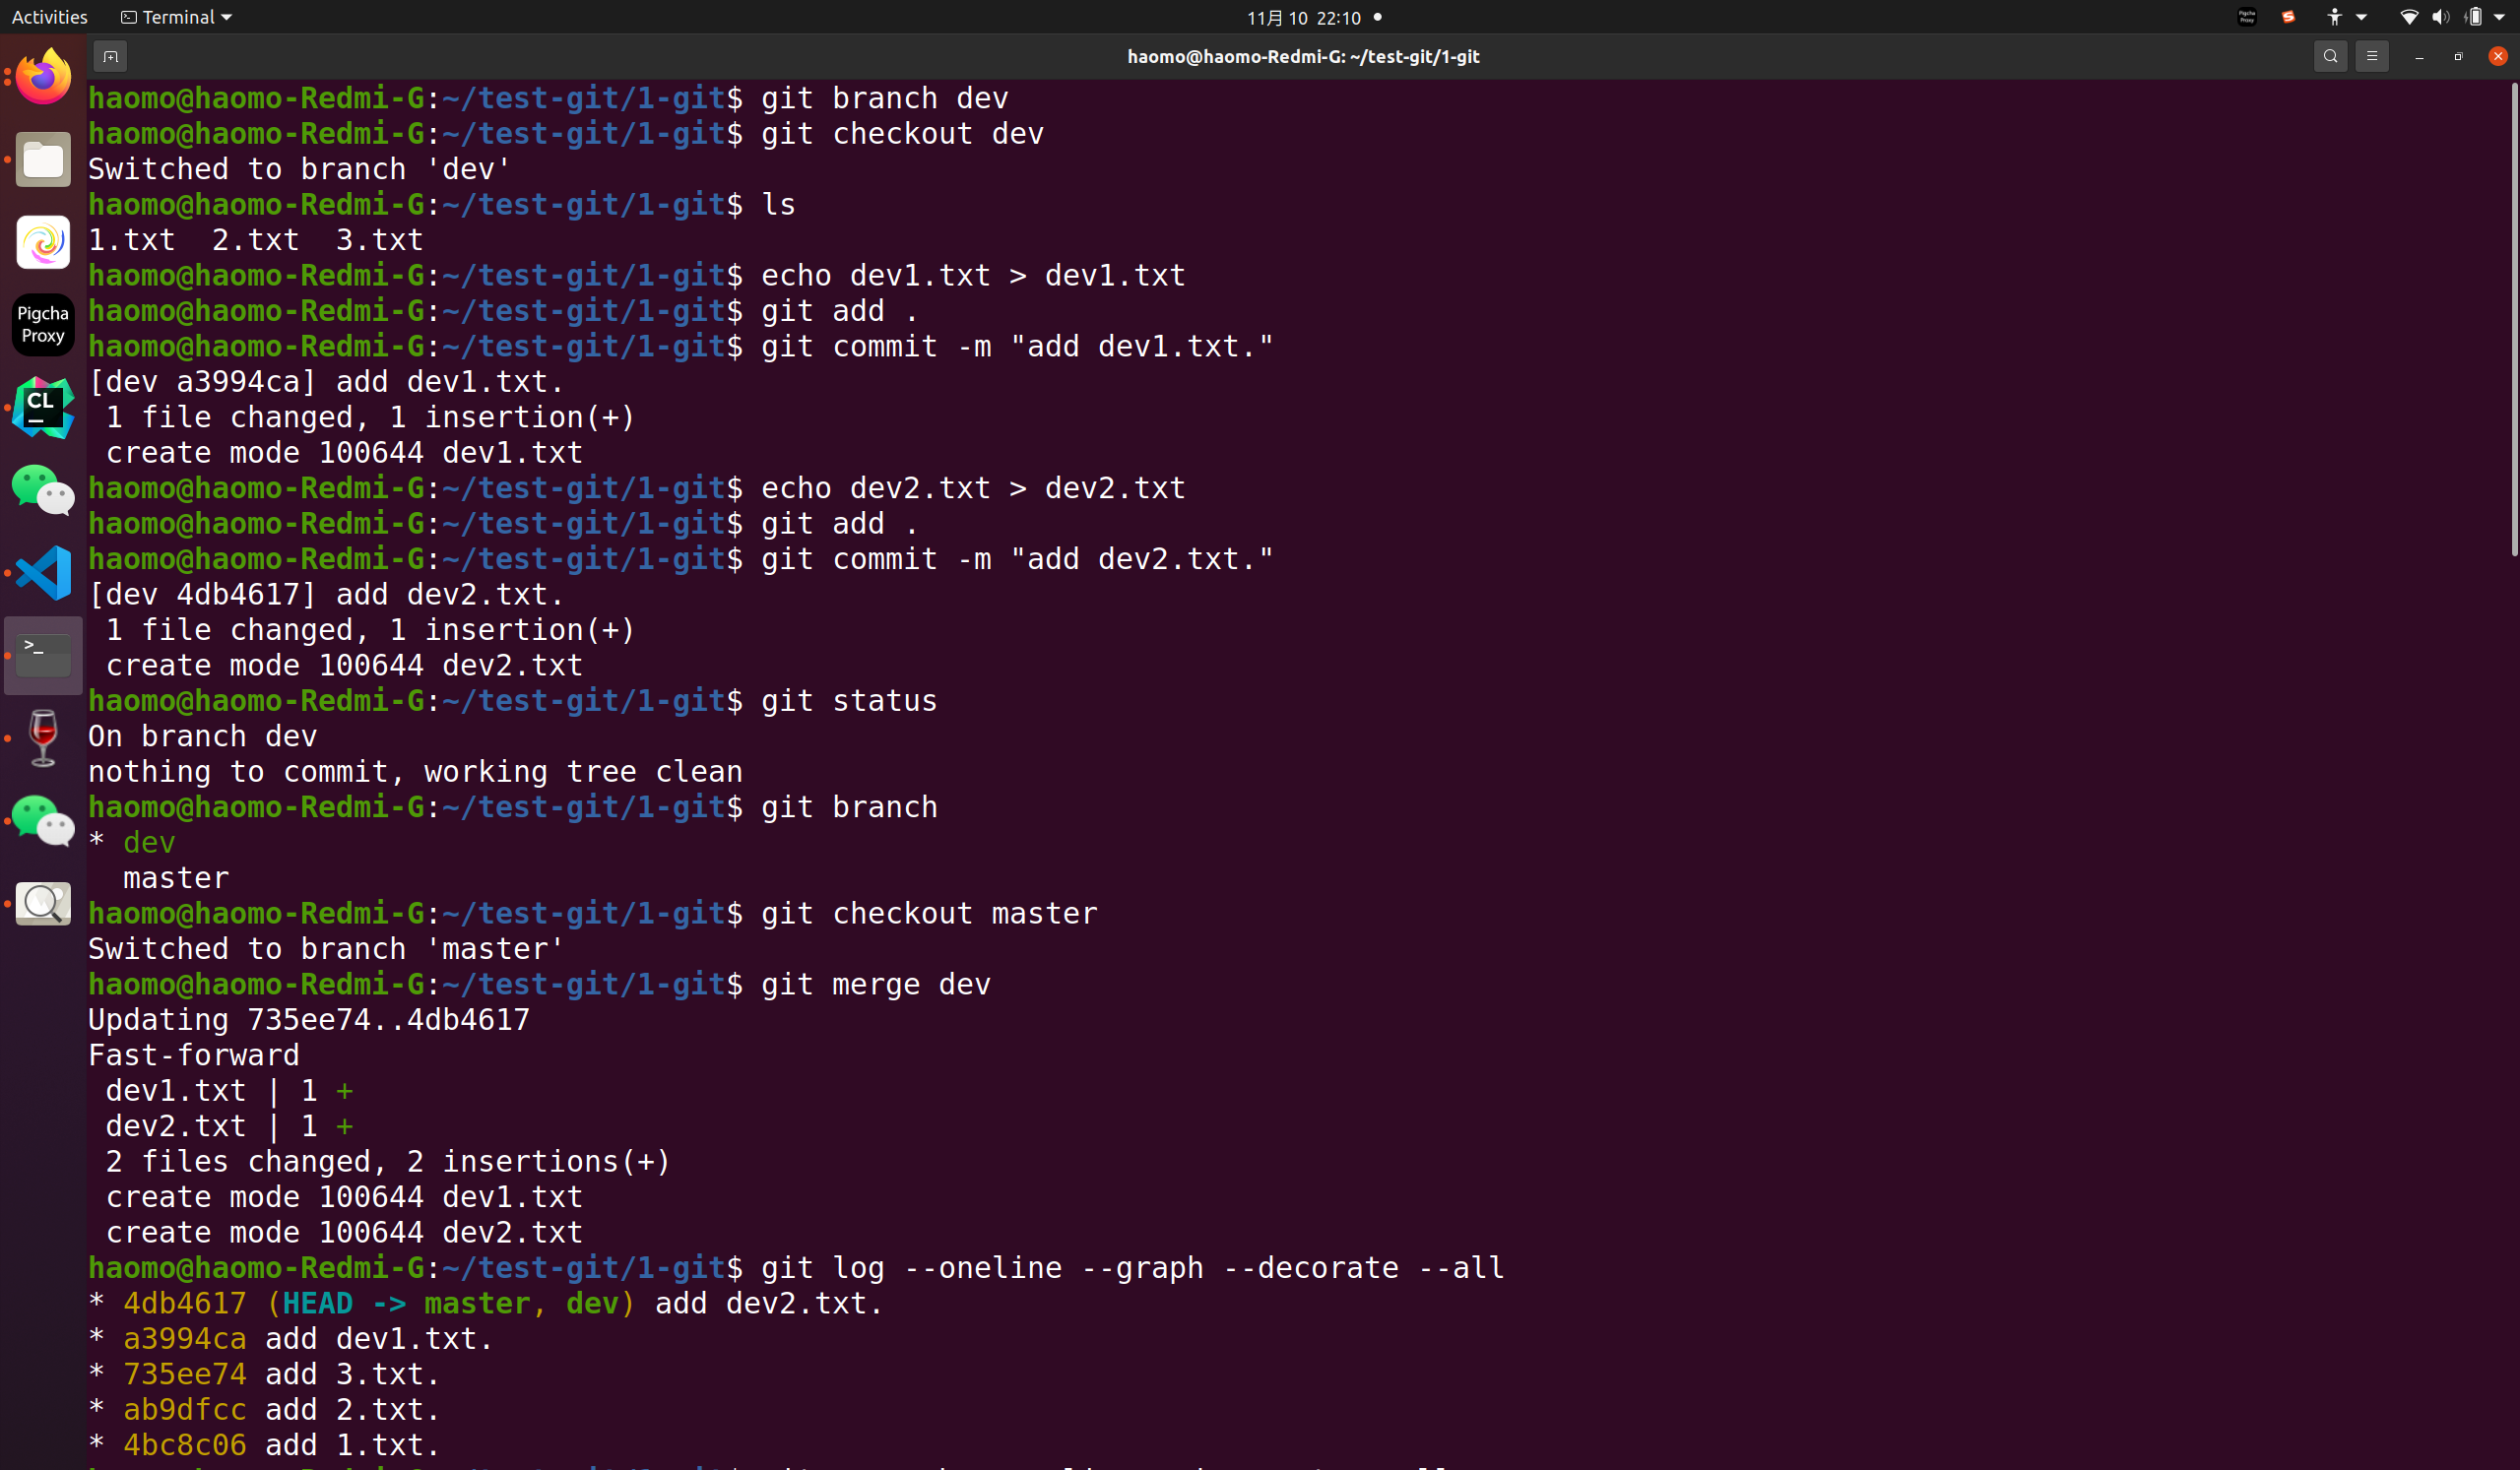 Activities
Terminal
11月 10 22:10
haomo@haomo-Redmi-G: ~/test-git/1-git
Pigcha
Proxy
CL
>_
haomo@haomo-Redmi-G:~/test-git/1-git$ git branch dev
haomo@haomo-Redmi-G:~/test-git/1-git$ git checkout dev
Switched to branch 'dev'
haomo@haomo-Redmi-G:~/test-git/1-git$ ls
1.txt  2.txt  3.txt
haomo@haomo-Redmi-G:~/test-git/1-git$ echo dev1.txt > dev1.txt
haomo@haomo-Redmi-G:~/test-git/1-git$ git add .
haomo@haomo-Redmi-G:~/test-git/1-git$ git commit -m "add dev1.txt."
[dev a3994ca] add dev1.txt.
 1 file changed, 1 insertion(+)
 create mode 100644 dev1.txt
haomo@haomo-Redmi-G:~/test-git/1-git$ echo dev2.txt > dev2.txt
haomo@haomo-Redmi-G:~/test-git/1-git$ git add .
haomo@haomo-Redmi-G:~/test-git/1-git$ git commit -m "add dev2.txt."
[dev 4db4617] add dev2.txt.
 1 file changed, 1 insertion(+)
 create mode 100644 dev2.txt
haomo@haomo-Redmi-G:~/test-git/1-git$ git status
On branch dev
nothing to commit, working tree clean
haomo@haomo-Redmi-G:~/test-git/1-git$ git branch
* dev
  master
haomo@haomo-Redmi-G:~/test-git/1-git$ git checkout master
Switched to branch 'master'
haomo@haomo-Redmi-G:~/test-git/1-git$ git merge dev
Updating 735ee74..4db4617
Fast-forward
 dev1.txt | 1 +
 dev2.txt | 1 +
 2 files changed, 2 insertions(+)
 create mode 100644 dev1.txt
 create mode 100644 dev2.txt
haomo@haomo-Redmi-G:~/test-git/1-git$ git log --oneline --graph --decorate --all
* 4db4617 (HEAD -> master, dev) add dev2.txt.
* a3994ca add dev1.txt.
* 735ee74 add 3.txt.
* ab9dfcc add 2.txt.
* 4bc8c06 add 1.txt.